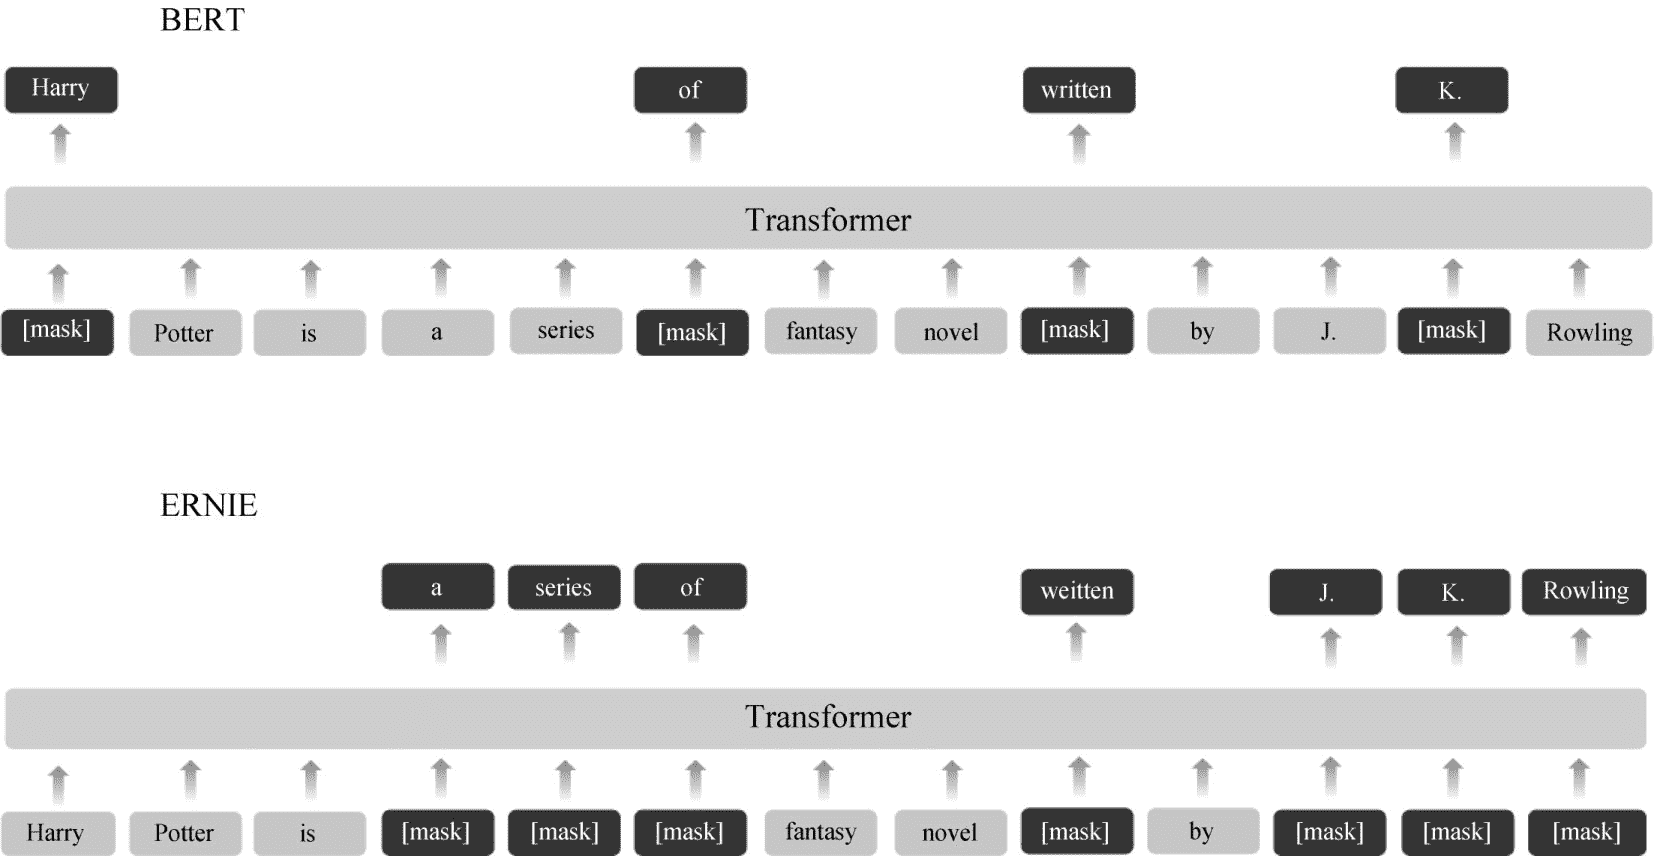 BERT
Harry of written K.
Transformer
[mask] Potter is a series [mask] fantasy novel [mask] by J. [mask] Rowling
ERNIE
a series of weitten J. K. Rowling
Transformer
Harry Potter is [mask] [mask] [mask] fantasy novel [mask] by [mask] [mask] [mask]